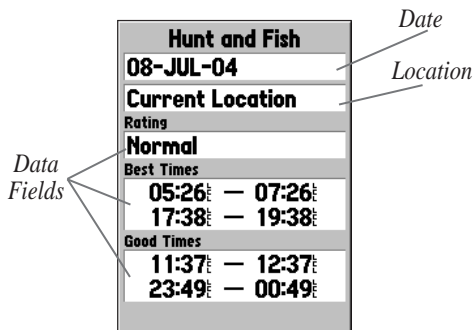 Hunt and Fish
Date
08-JUL-04
Location
Current Location
Rating
Normal
Data
Fields
Best Times
05:26 — 07:26
17:38 — 19:38
Good Times
11:37 — 12:37
23:49 — 00:49